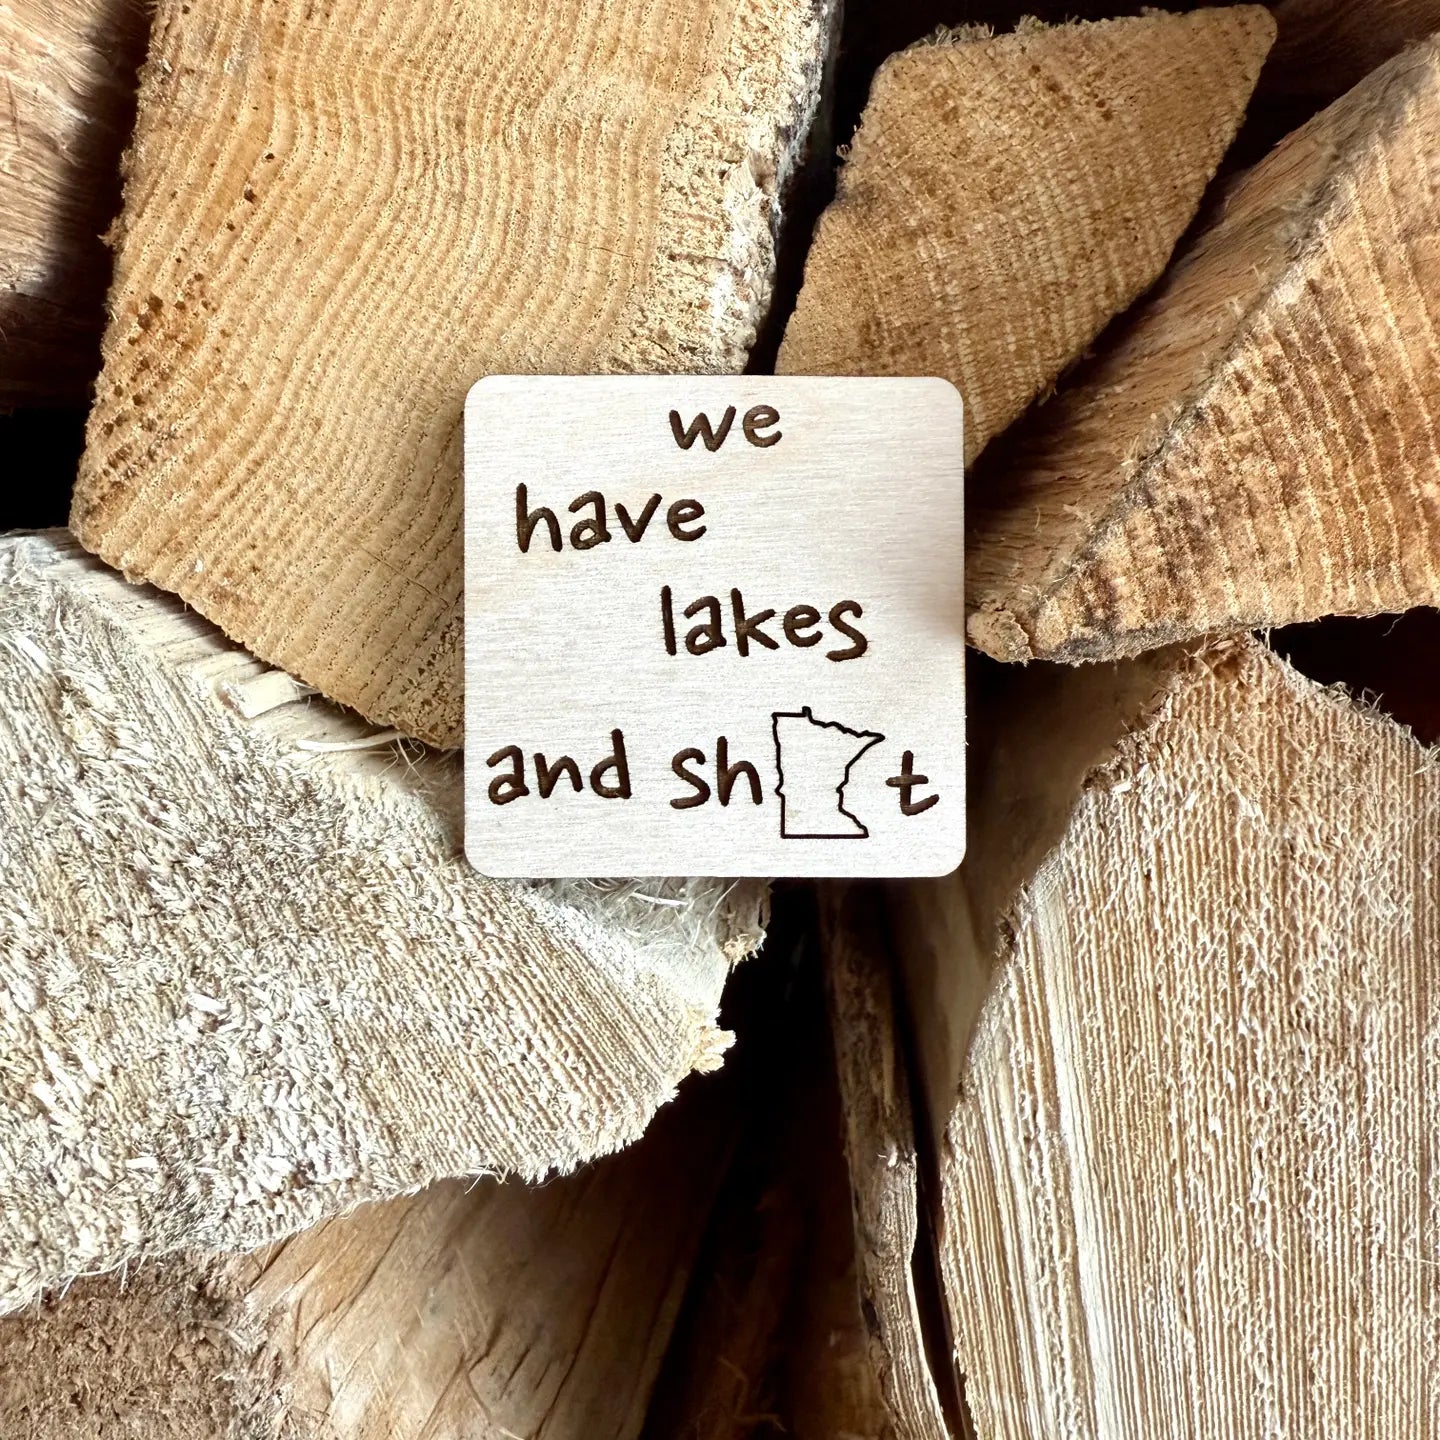 we
have
lakes
and sh t